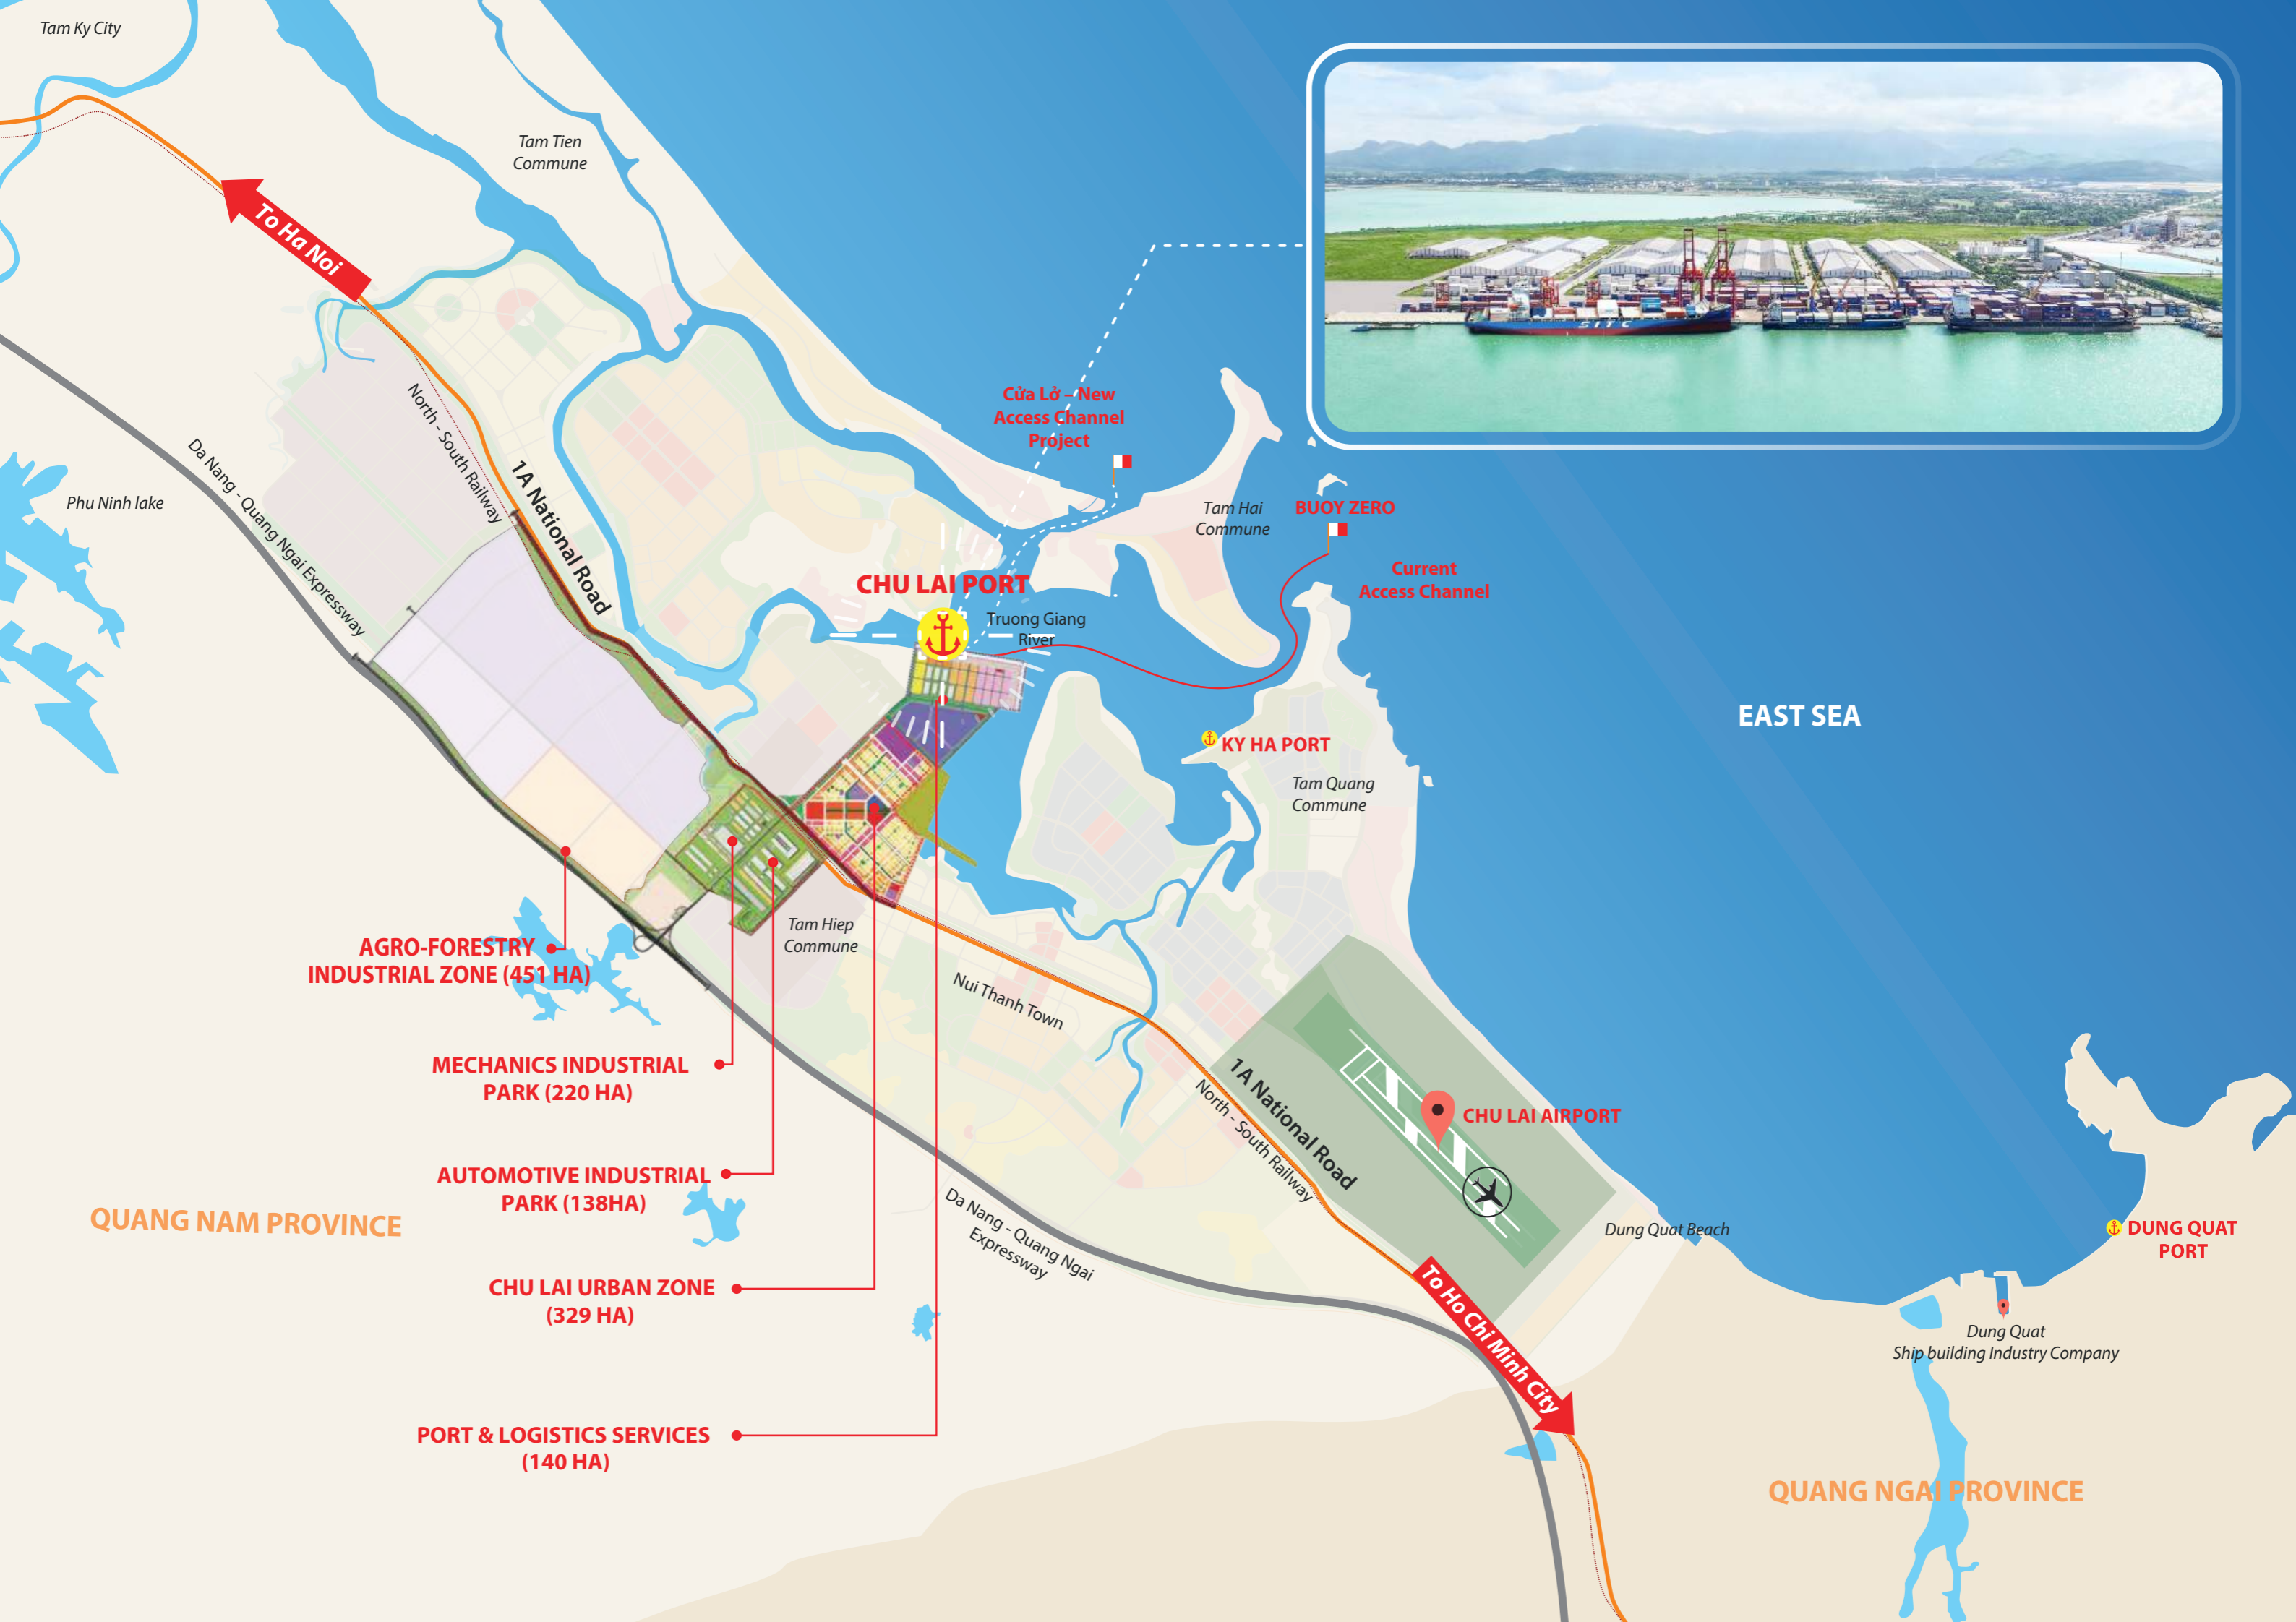 Tam Ky City
Tam Tien
Commune
To Ha Noi
SITC
Cửa Lở – New
Access Channel
Project
North - South Railway
1A National Road
Da Nang - Quang Ngai Expressway
Phu Ninh lake
Tam Hai
Commune
BUOY ZERO
Current
Access Channel
CHU LAI PORT
Truong Giang
River
EAST SEA
KY HA PORT
Tam Quang
Commune
Tam Hiep
Commune
AGRO-FORESTRY
INDUSTRIAL ZONE (451 HA)
Nui Thanh Town
MECHANICS INDUSTRIAL
PARK (220 HA)
1A National Road
North - South Railway
CHU LAI AIRPORT
AUTOMOTIVE INDUSTRIAL
PARK (138HA)
QUANG NAM PROVINCE
Da Nang - Quang Ngai
Expressway
Dung Quat Beach
DUNG QUAT
PORT
CHU LAI URBAN ZONE
(329 HA)
To Ho Chi Minh City
Dung Quat
Ship building Industry Company
PORT & LOGISTICS SERVICES
(140 HA)
QUANG NGAI PROVINCE